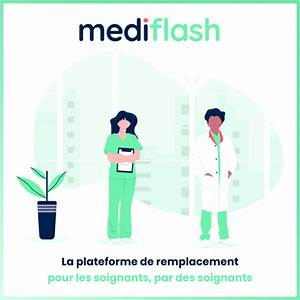 mediflash
La plateforme de remplacement
pour les soignants, par des soignants